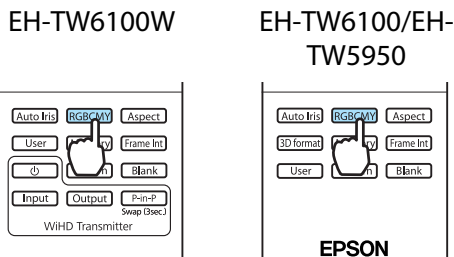 EH-TW6100W
EH-TW6100/EH-
TW5950
Auto Iris RGBCMY Aspect
User Frame Int
Blank
Input Output P-in-P
Swap (3sec.)
WiHD Transmitter
Auto Iris RGBCMY Aspect
3D format Frame Int
User Blank
EPSON